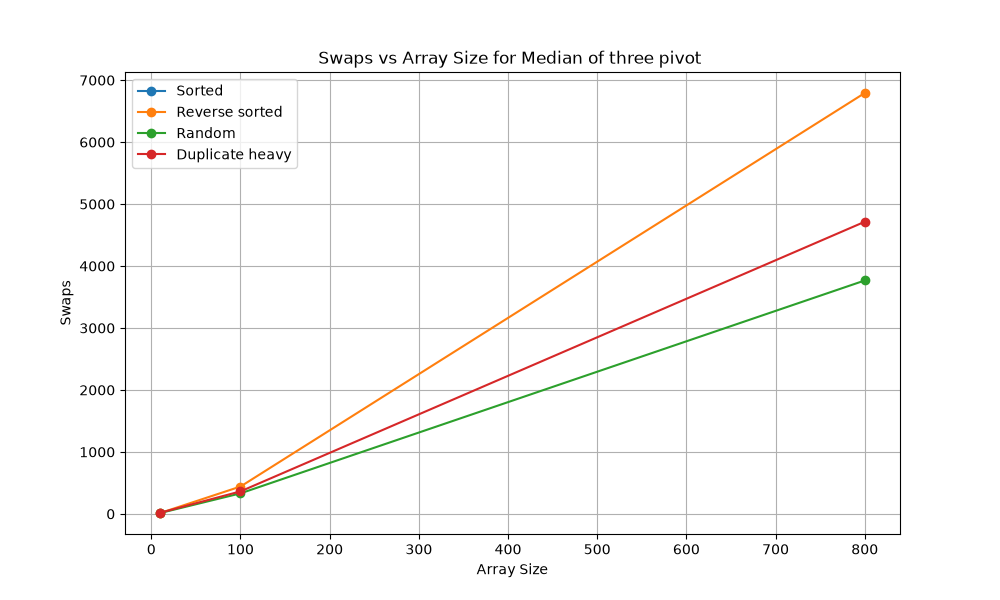 Swaps vs Array Size for Median of three pivot
7000
6000
5000
4000
3000
2000
1000
0
Swaps
Sorted
Reverse sorted
Random
Duplicate heavy
0 100 200 300 400 500 600 700 800
Array Size